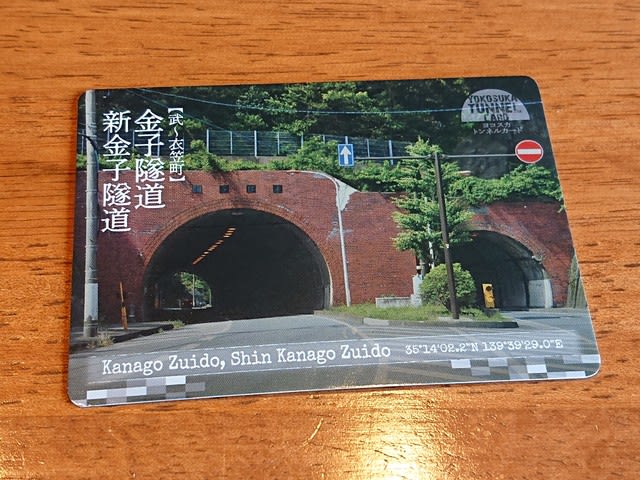 【武~衣笠町】
金子隧道
新金子隧道
YOKOSUKA
TUNNEL
CARD
ヨコスカ
トンネルカード
Kanago Zuido, Shin Kanago Zuido
35°14'02.2"N 139°39'29.0"E